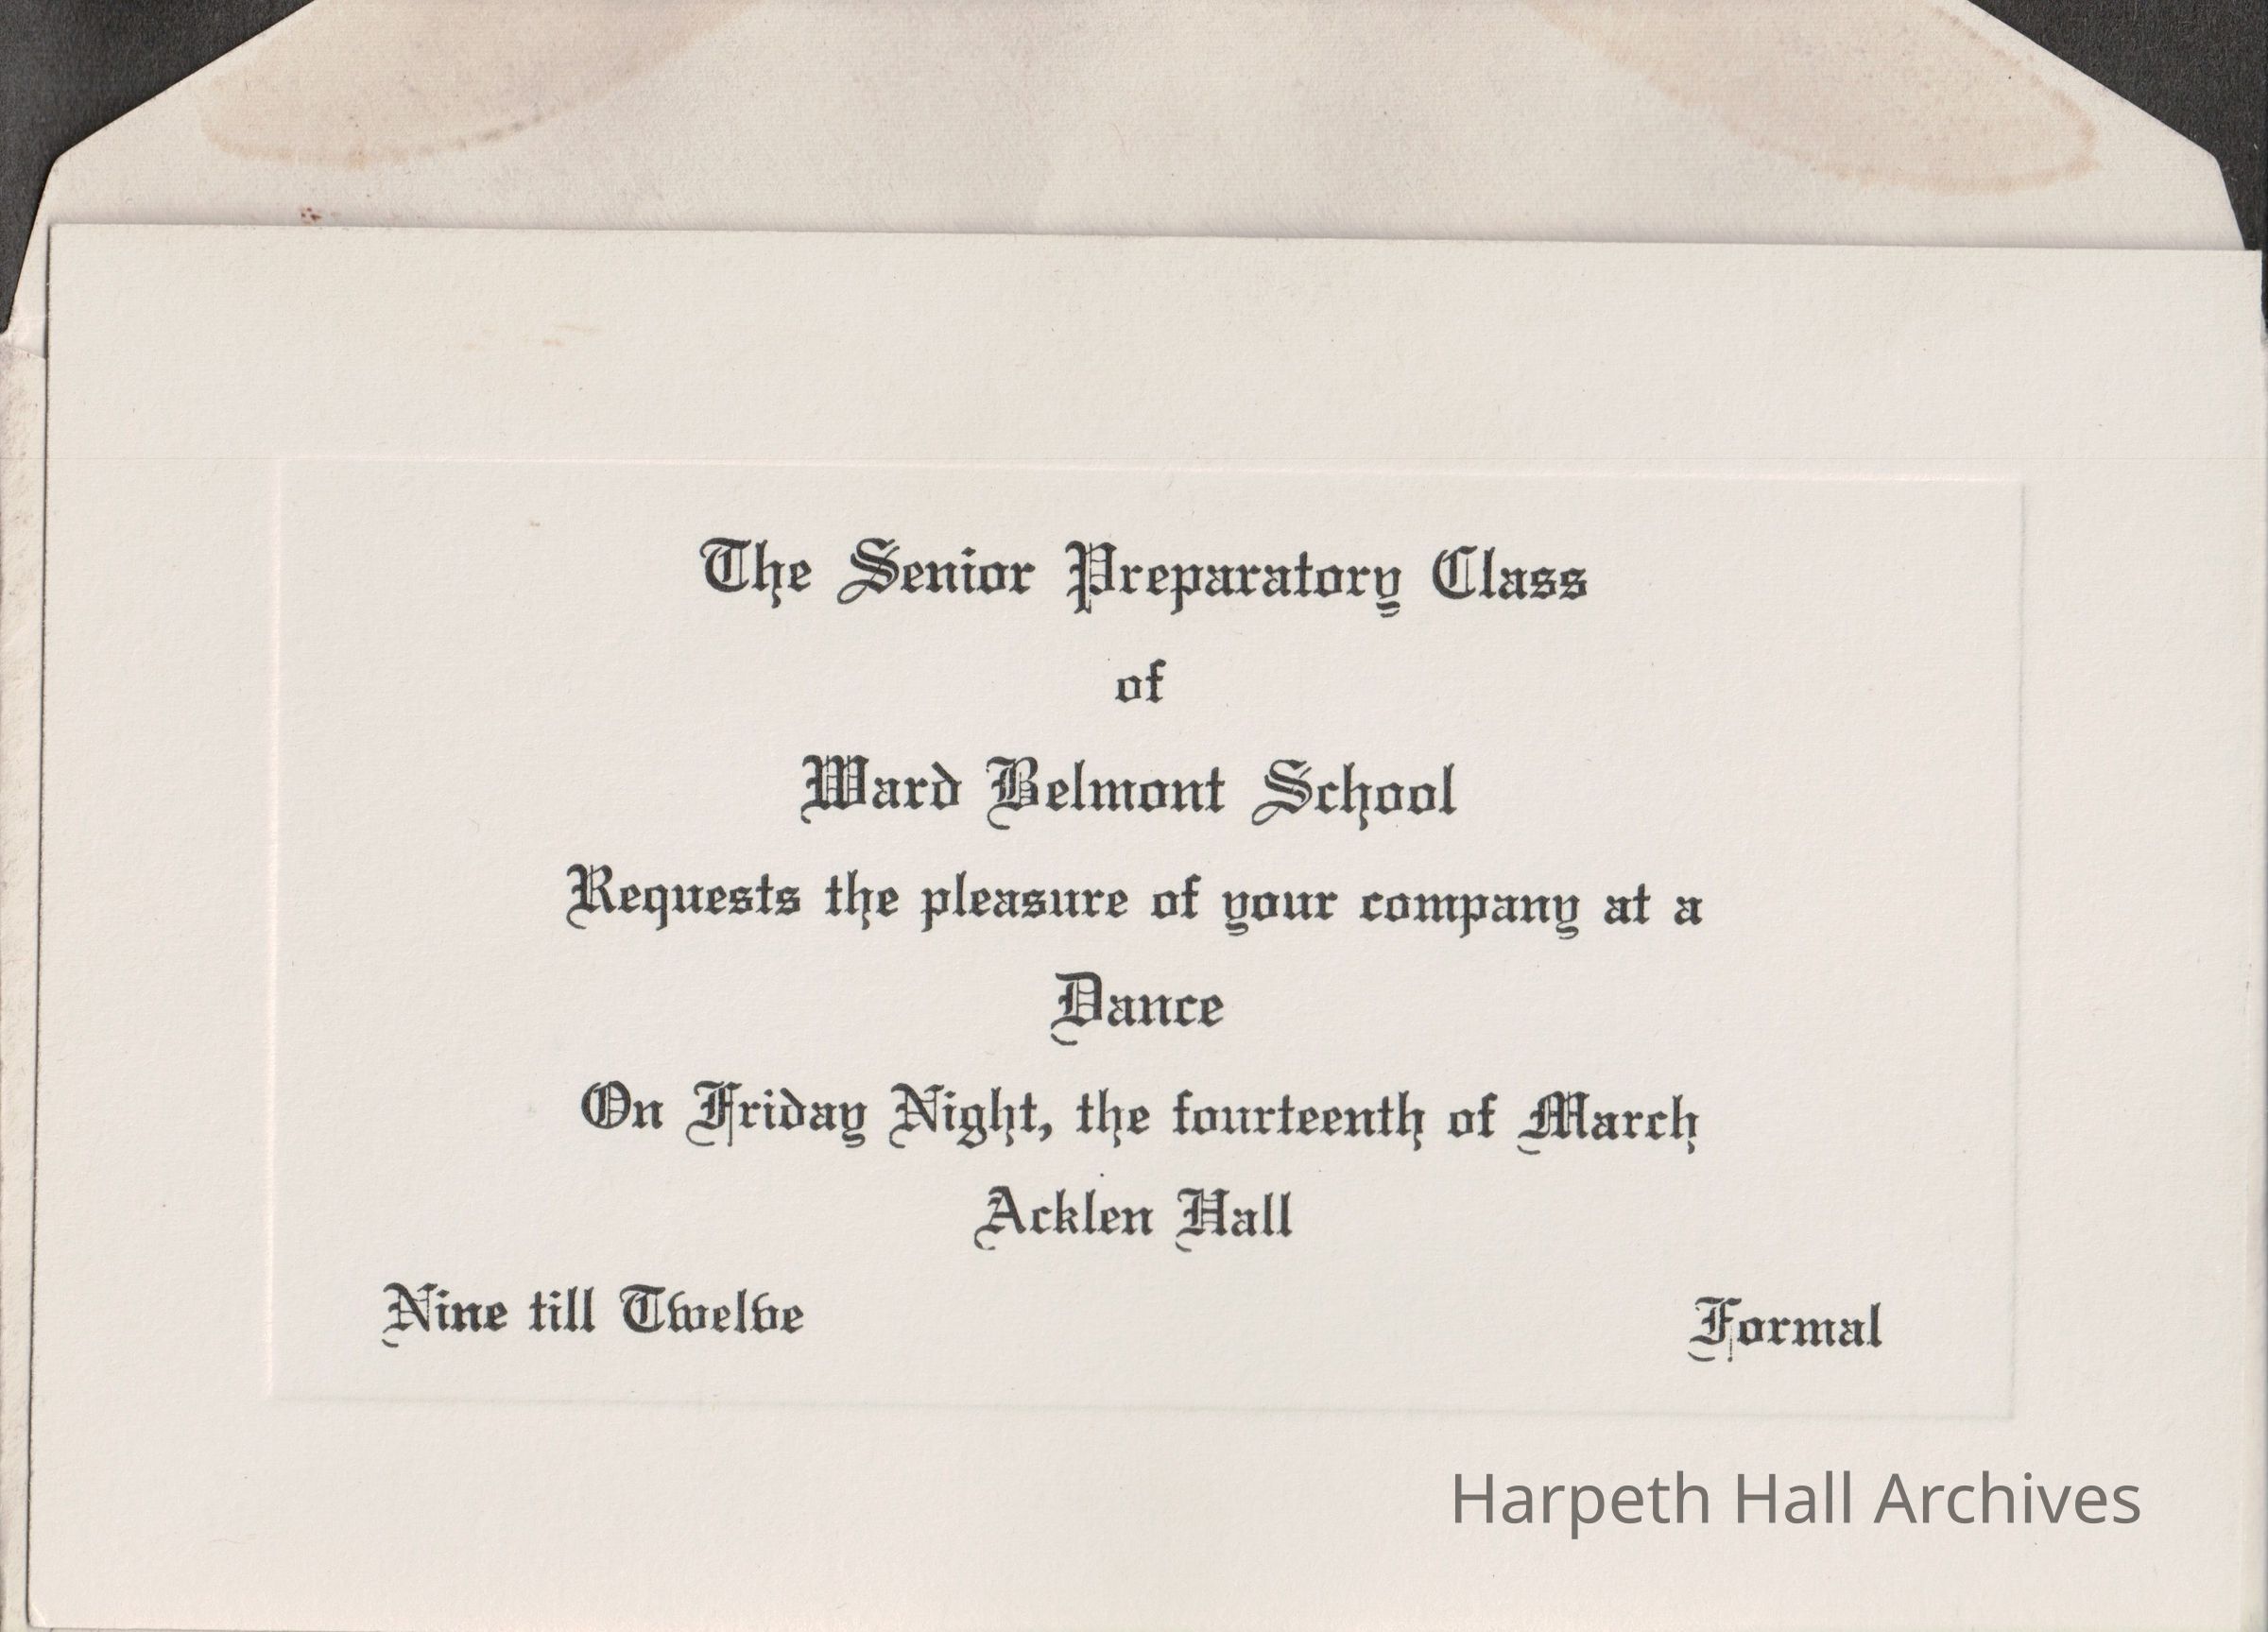 The Senior Preparatory Class
of
Ward Belmont School
Requests the pleasure of your company at a
Dance
On Friday Night, the fourteenth of March
Acklen Hall
Nine till Twelve Formal
Harpeth Hall Archives